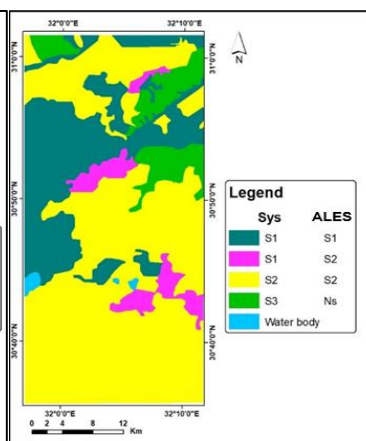 32°0'0"E 32°10'0"E
31°0'0"N 31°0'0"N
N
30°50'0"N 30°50'0"N
30°40'0"N 30°40'0"N
32°0'0"E 32°10'0"E
0 2 4 8 12
Km
Legend
Sys ALES
S1 S1
S1 S2
S2 S2
S3 Ns
Water body